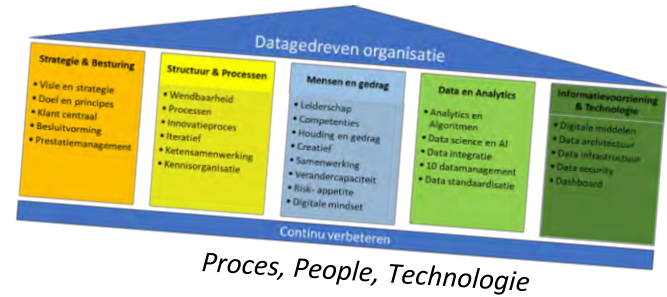 Datagedreven organisatie
Strategie & Besturing
• Visie en strategie
• Doel en principes
• Klant centraal
• Besluitvorming
• Prestatiemanagement
Structuur & Processen
• Wendbaarheid
• Processen
• Innovatieproces
• Iteratief
• Ketensamenwerking
• Kennisorganisatie
Mensen en gedrag
• Leiderschap
• Competenties
• Houding en gedrag
• Creatief
• Samenwerking
• Verandercapaciteit
• Risk- appetite
• Digitale mindset
Data en Analytics
• Analytics en
Algoritmen
• Data science en AI
• Data integratie
• 10 datamanagement
• Data standaardisatie
Informatievoorziening
& Technologie
• Digitale middelen
• Data architectuur
• Data infrastructuur
• Data security
• Dashboard
Continu verbeteren
Proces, People, Technologie